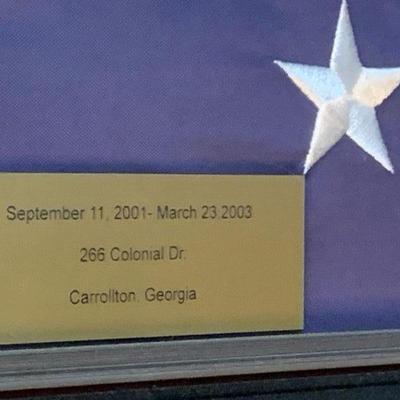 September 11, 2001- March 23,2003
266 Colonial Dr.
Carrollton, Georgia